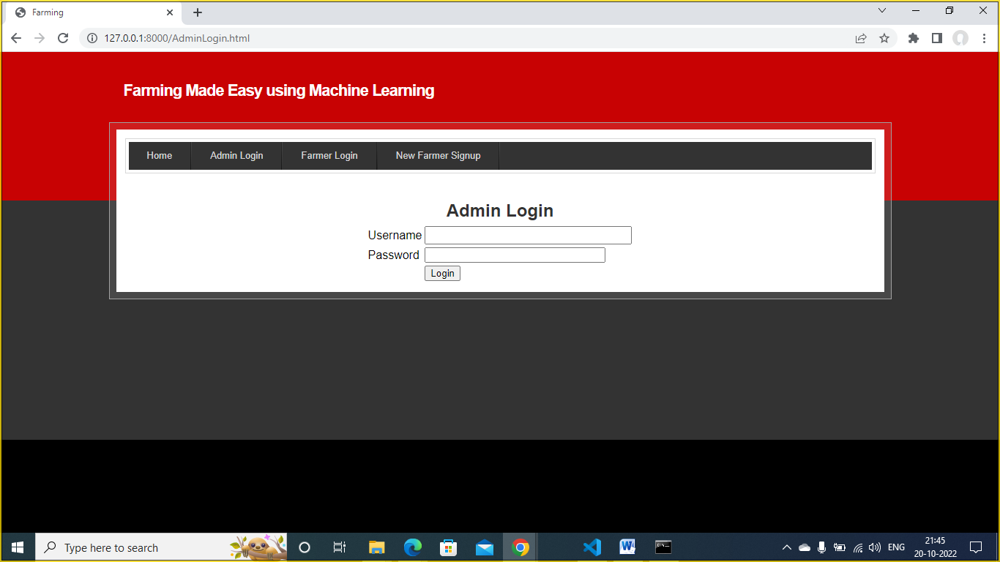 Farming
127.0.0.1:8000/AdminLogin.html
Farming Made Easy using Machine Learning
Home Admin Login Farmer Login New Farmer Signup
Admin Login
Username
Password
Login
Type here to search
ENG
21:45
20-10-2022